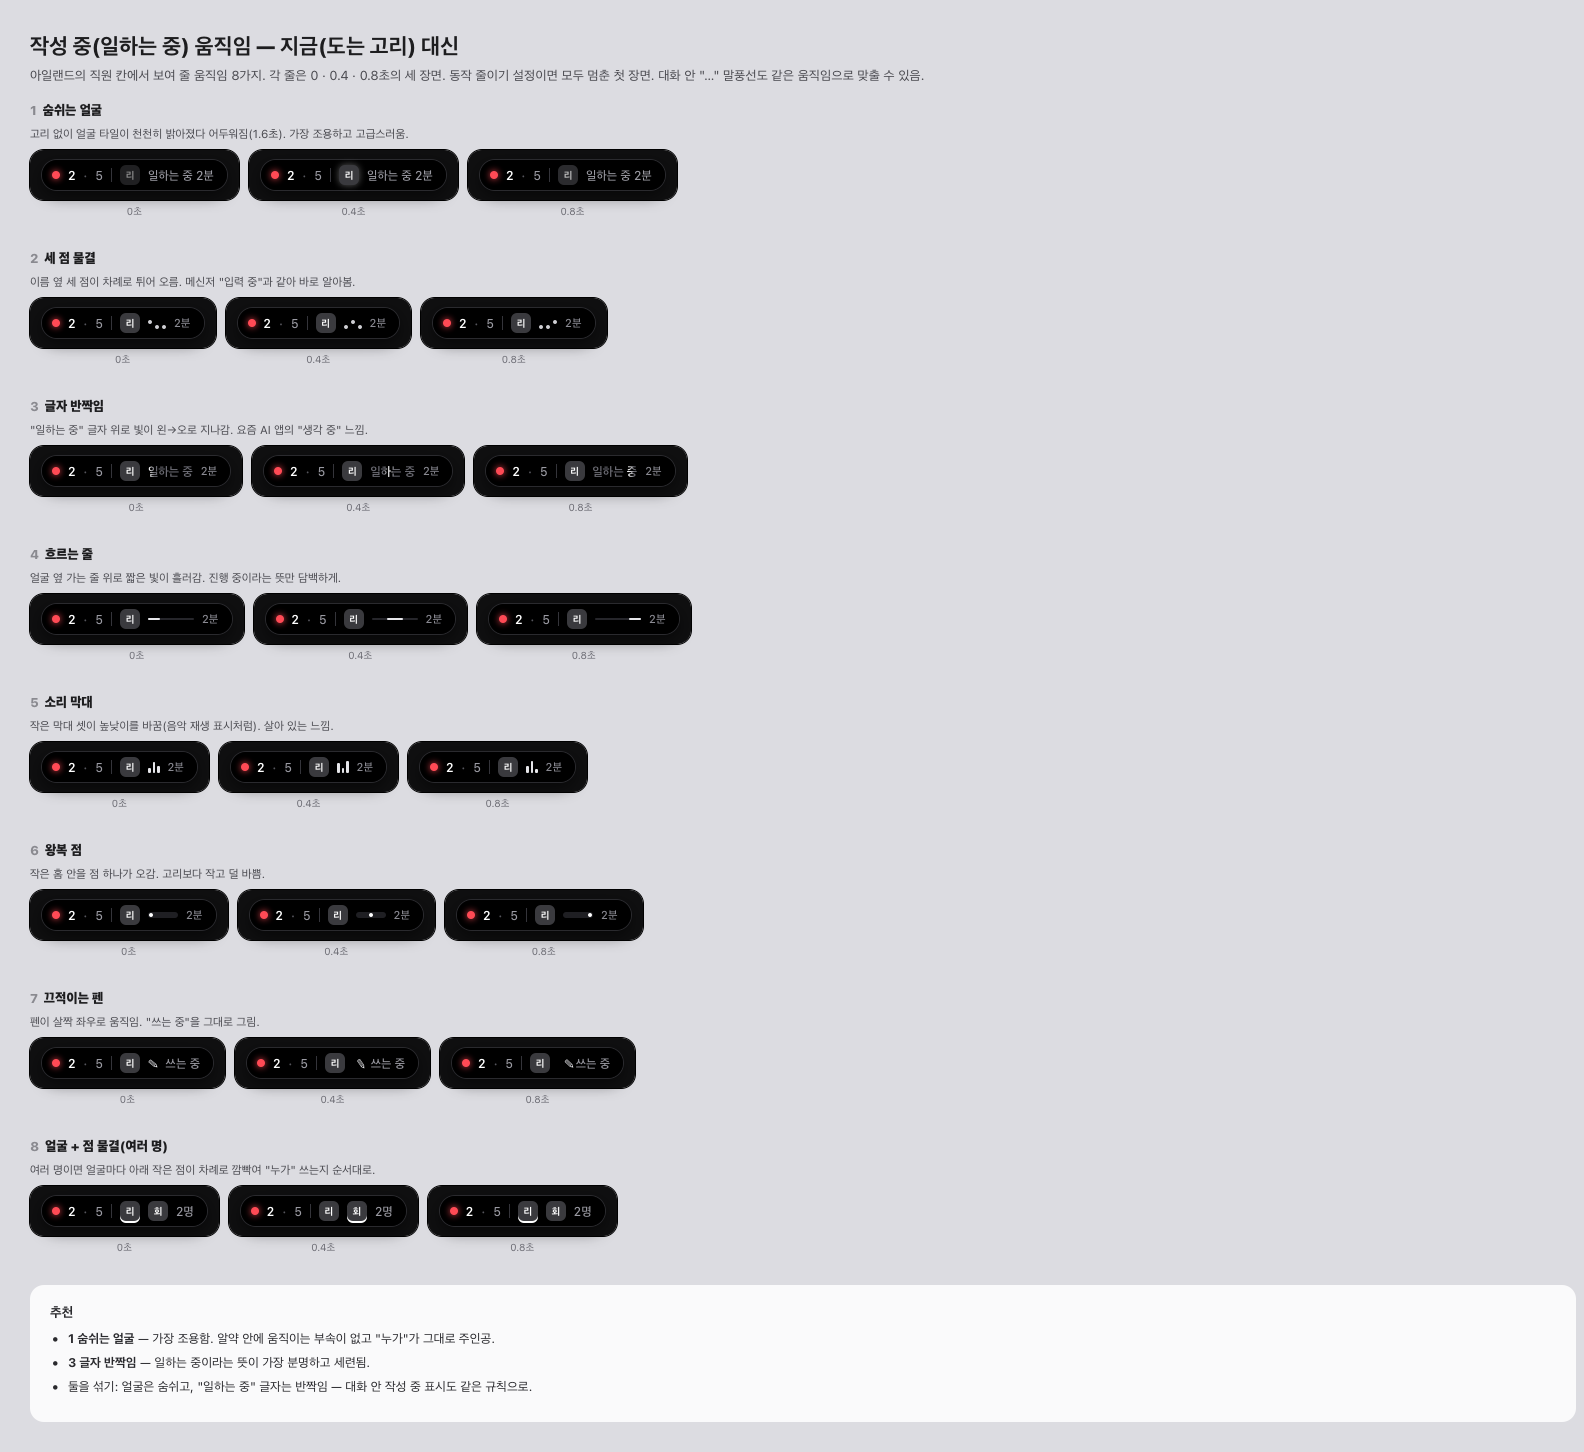 작성 중(일하는 중) 움직임 — 지금(도는 고리) 대신
아일랜드의 직원 칸에서 보여 줄 움직임 8가지. 각 줄은 0 · 0.4 · 0.8초의 세 장면. 동작 줄이기 설정이면 모두 멈춘 첫 장면. 대화 안 "…" 말풍선도 같은 움직임으로 맞출 수 있음.
1 숨쉬는 얼굴
고리 없이 얼굴 타일이 천천히 밝아졌다 어두워짐(1.6초). 가장 조용하고 고급스러움.
2 · 5 리 일하는 중 2분 2 · 5 리 일하는 중 2분 2 · 5 리 일하는 중 2분
0초 0.4초 0.8초
2 세 점 물결
이름 옆 세 점이 차례로 튀어 오름. 메신저 "입력 중"과 같아 바로 알아봄.
2 · 5 리 2분 2 · 5 리 2분 2 · 5 리 2분
0초 0.4초 0.8초
3 글자 반짝임
"일하는 중" 글자 위로 빛이 왼→오로 지나감. 요즘 AI 앱의 "생각 중" 느낌.
2 · 5 리 일하는 중 2분 2 · 5 리 일하는 중 2분 2 · 5 리 일하는 중 2분
0초 0.4초 0.8초
4 흐르는 줄
얼굴 옆 가는 줄 위로 짧은 빛이 흘러감. 진행 중이라는 뜻만 담백하게.
2 · 5 리 2분 2 · 5 리 2분 2 · 5 리 2분
0초 0.4초 0.8초
5 소리 막대
작은 막대 셋이 높낮이를 바꿈(음악 재생 표시처럼). 살아 있는 느낌.
2 · 5 리 2분 2 · 5 리 2분 2 · 5 리 2분
0초 0.4초 0.8초
6 왕복 점
작은 홈 안을 점 하나가 오감. 고리보다 작고 덜 바쁨.
2 · 5 리 2분 2 · 5 리 2분 2 · 5 리 2분
0초 0.4초 0.8초
7 끄적이는 펜
펜이 살짝 좌우로 움직임. "쓰는 중"을 그대로 그림.
2 · 5 리 ✎ 쓰는 중 2 · 5 리 ✎ 쓰는 중 2 · 5 리 ✎ 쓰는 중
0초 0.4초 0.8초
8 얼굴 + 점 물결(여러 명)
여러 명이면 얼굴마다 아래 작은 점이 차례로 깜빡여 "누가" 쓰는지 순서대로.
2 · 5 리 회 2명 2 · 5 리 회 2명 2 · 5 리 회 2명
0초 0.4초 0.8초
추천
• 1 숨쉬는 얼굴 — 가장 조용함. 알약 안에 움직이는 부속이 없고 "누가"가 그대로 주인공.
• 3 글자 반짝임 — 일하는 중이라는 뜻이 가장 분명하고 세련됨.
• 둘을 섞기: 얼굴은 숨쉬고, "일하는 중" 글자는 반짝임 — 대화 안 작성 중 표시도 같은 규칙으로.